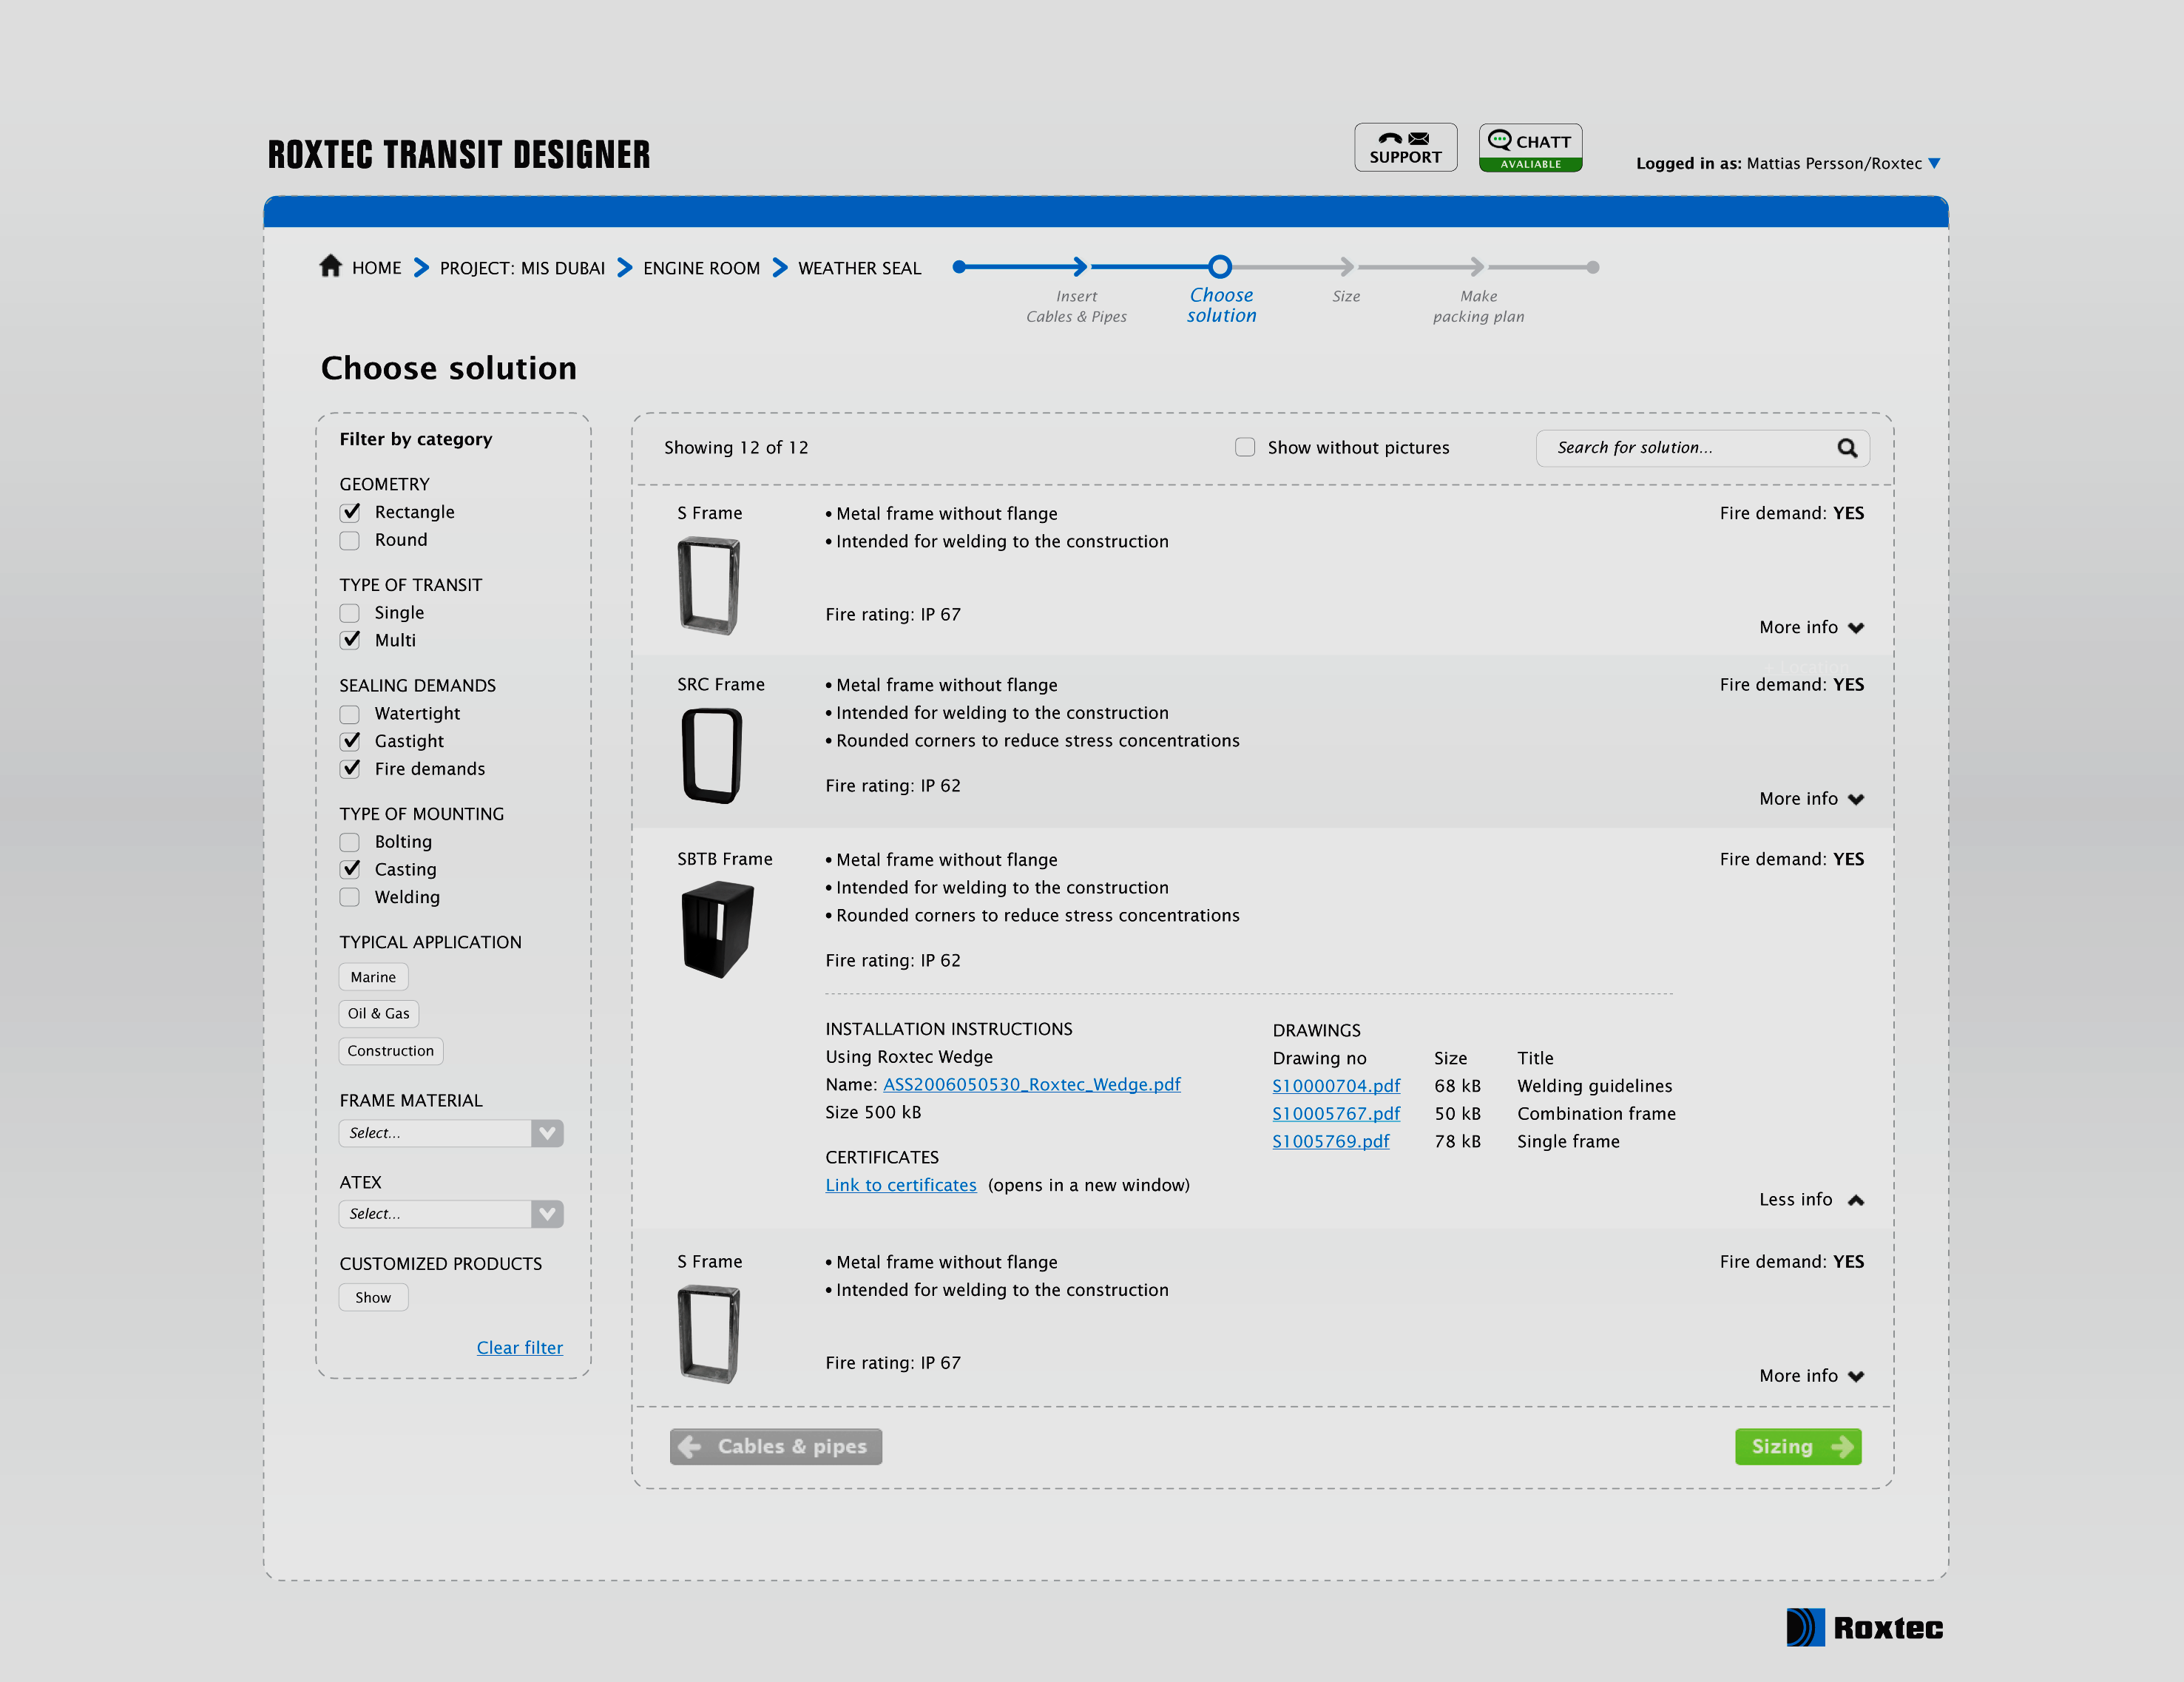 ROXTEC TRANSIT DESIGNER
SUPPORT
CHATT
AVALIABLE
Logged in as: Mattias Persson/Roxtec
HOME PROJECT: MIS DUBAI ENGINE ROOM WEATHER SEAL
Insert
Cables & Pipes
Choose
solution
Size
Make
packing plan
Choose solution
Filter by category
GEOMETRY
Rectangle
Round
TYPE OF TRANSIT
Single
Multi
SEALING DEMANDS
Watertight
Gastight
Fire demands
TYPE OF MOUNTING
Bolting
Casting
Welding
TYPICAL APPLICATION
Marine
Oil & Gas
Construction
FRAME MATERIAL
Select...
ATEX
Select...
CUSTOMIZED PRODUCTS
Show
Clear filter
Showing 12 of 12
Show without pictures
Search for solution...
S Frame
• Metal frame without flange
• Intended for welding to the construction
Fire rating: IP 67
Fire demand: YES
More info
+ Location
SRC Frame
• Metal frame without flange
• Intended for welding to the construction
• Rounded corners to reduce stress concentrations
Fire rating: IP 62
Fire demand: YES
More info
SBTB Frame
• Metal frame without flange
• Intended for welding to the construction
• Rounded corners to reduce stress concentrations
Fire rating: IP 62
Fire demand: YES
INSTALLATION INSTRUCTIONS
Using Roxtec Wedge
Name: ASS2006050530_Roxtec_Wedge.pdf
Size 500 kB
CERTIFICATES
Link to certificates (opens in a new window)
DRAWINGS
Drawing no Size Title
S10000704.pdf 68 kB Welding guidelines
S10005767.pdf 50 kB Combination frame
S1005769.pdf 78 kB Single frame
Less info
S Frame
• Metal frame without flange
• Intended for welding to the construction
Fire rating: IP 67
Fire demand: YES
More info
Cables & pipes
Sizing
Roxtec